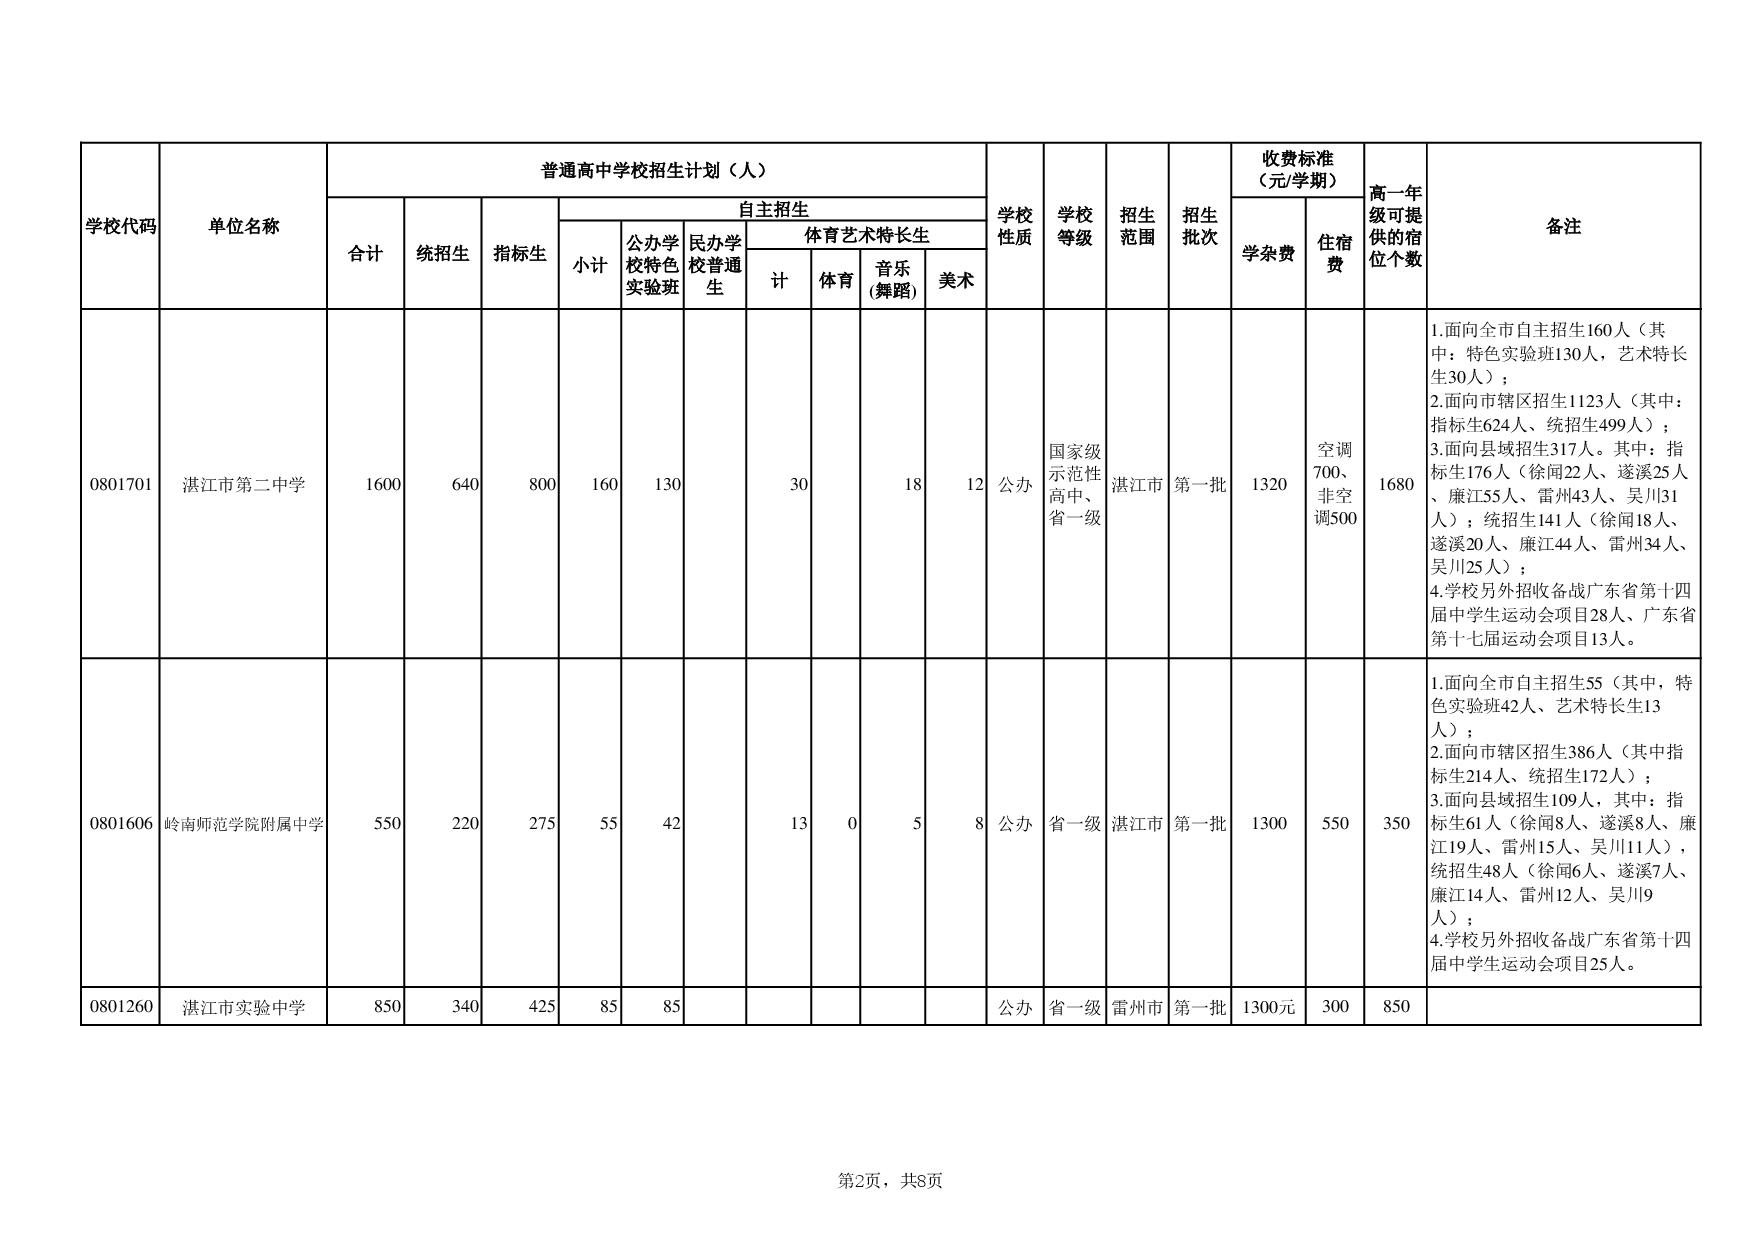 学校代码
单位名称
普通高中学校招生计划（人）
合计
统招生
指标生
自主招生
小计
公办学
校特色
实验班
民办学
校普通
生
体育艺术特长生
计
体育
音乐
(舞蹈)
美术
学校
性质
学校
等级
招生
范围
招生
批次
收费标准
（元/学期）
学杂费
住宿
费
高一年
级可提
供的宿
位个数
备注
0801701
湛江市第二中学
1600
640
800
160
130
30
18
12
公办
国家级
示范性
高中、
省一级
湛江市
第一批
1320
空调
700、
非空
调500
1680
1.面向全市自主招生160人（其
中：特色实验班130人，艺术特长
生30人）；
2.面向市辖区招生1123人（其中：
指标生624人、统招生499人）；
3.面向县域招生317人。其中：指
标生176人（徐闻22人、遂溪25人
、廉江55人、雷州43人、吴川31
人）；统招生141人（徐闻18人、
遂溪20人、廉江44人、雷州34人、
吴川25人）；
4.学校另外招收备战广东省第十四
届中学生运动会项目28人、广东省
第十七届运动会项目13人。
0801606
岭南师范学院附属中学
550
220
275
55
42
13
0
5
8
公办
省一级
湛江市
第一批
1300
550
350
1.面向全市自主招生55（其中，特
色实验班42人、艺术特长生13
人）；
2.面向市辖区招生386人（其中指
标生214人、统招生172人）；
3.面向县域招生109人，其中：指
标生61人（徐闻8人、遂溪8人、廉
江19人、雷州15人、吴川11人），
统招生48人（徐闻6人、遂溪7人、
廉江14人、雷州12人、吴川9
人）；
4.学校另外招收备战广东省第十四
届中学生运动会项目25人。
0801260
湛江市实验中学
850
340
425
85
85
公办
省一级
雷州市
第一批
1300元
300
850
第2页，共8页